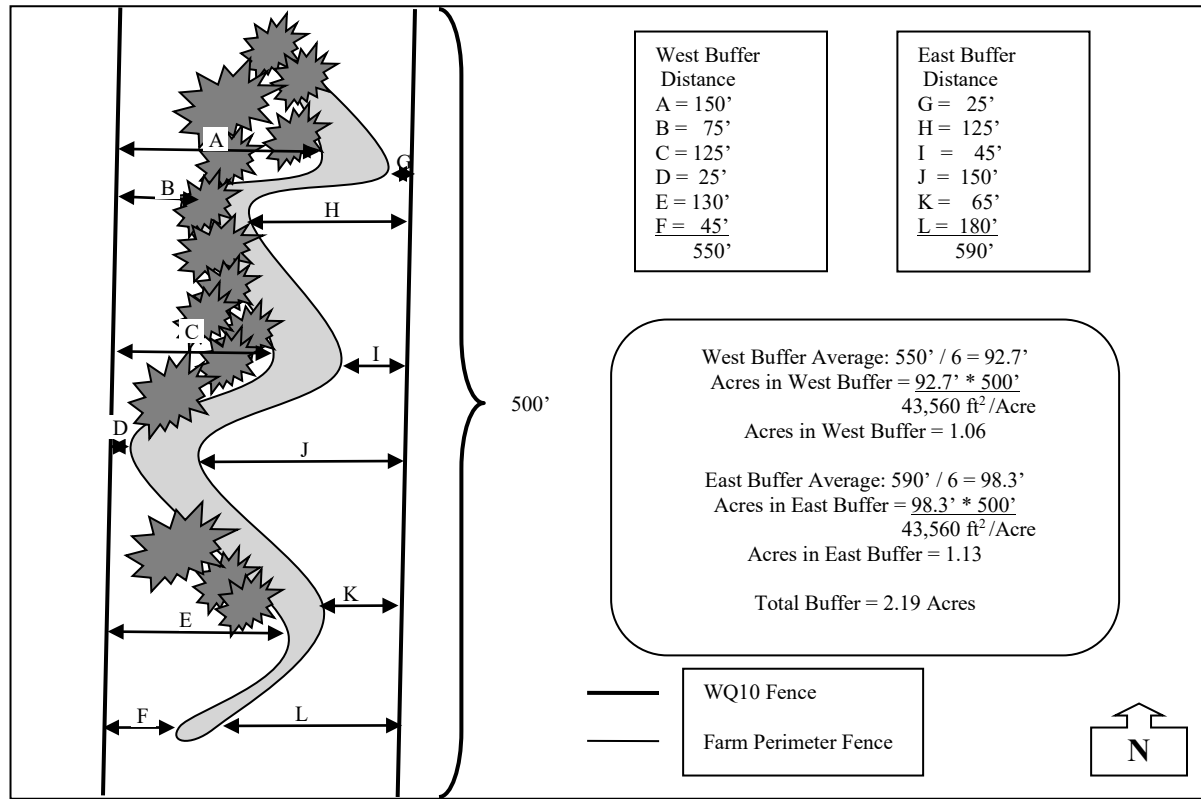 A
B
C
D
E
F
G
H
I
J
K
L
500’
West Buffer
Distance
A = 150’
B = 75’
C = 125’
D = 25’
E = 130’
F = 45’
550’
East Buffer
Distance
G = 25’
H = 125’
I = 45’
J = 150’
K = 65’
L = 180’
590’
West Buffer Average: 550’ / 6 = 92.7’
Acres in West Buffer = 92.7’ * 500’
43,560 ft² /Acre
Acres in West Buffer = 1.06
East Buffer Average: 590’ / 6 = 98.3’
Acres in East Buffer = 98.3’ * 500’
43,560 ft² /Acre
Acres in East Buffer = 1.13
Total Buffer = 2.19 Acres
WQ10 Fence
Farm Perimeter Fence
N